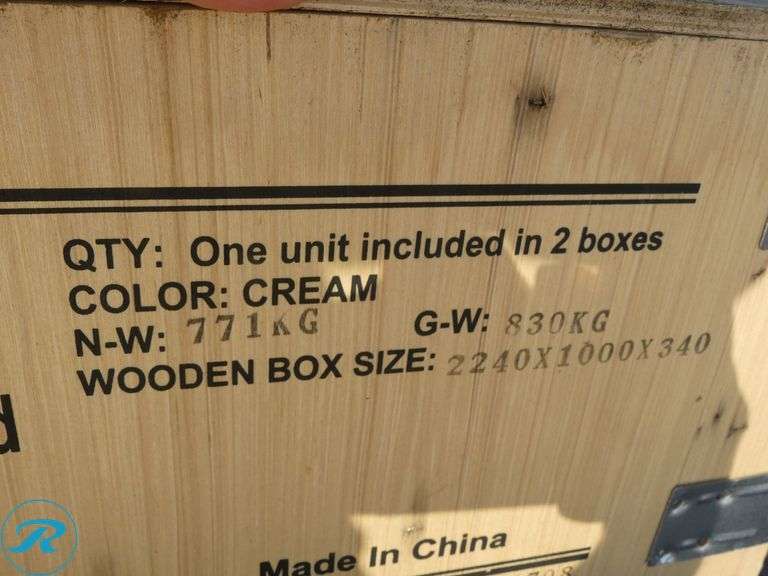 QTY: One unit included in 2 boxes
COLOR: CREAM
N-W: 771KG G-W: 830KG
WOODEN BOX SIZE: 2240X1000X340
d
Made In China
R